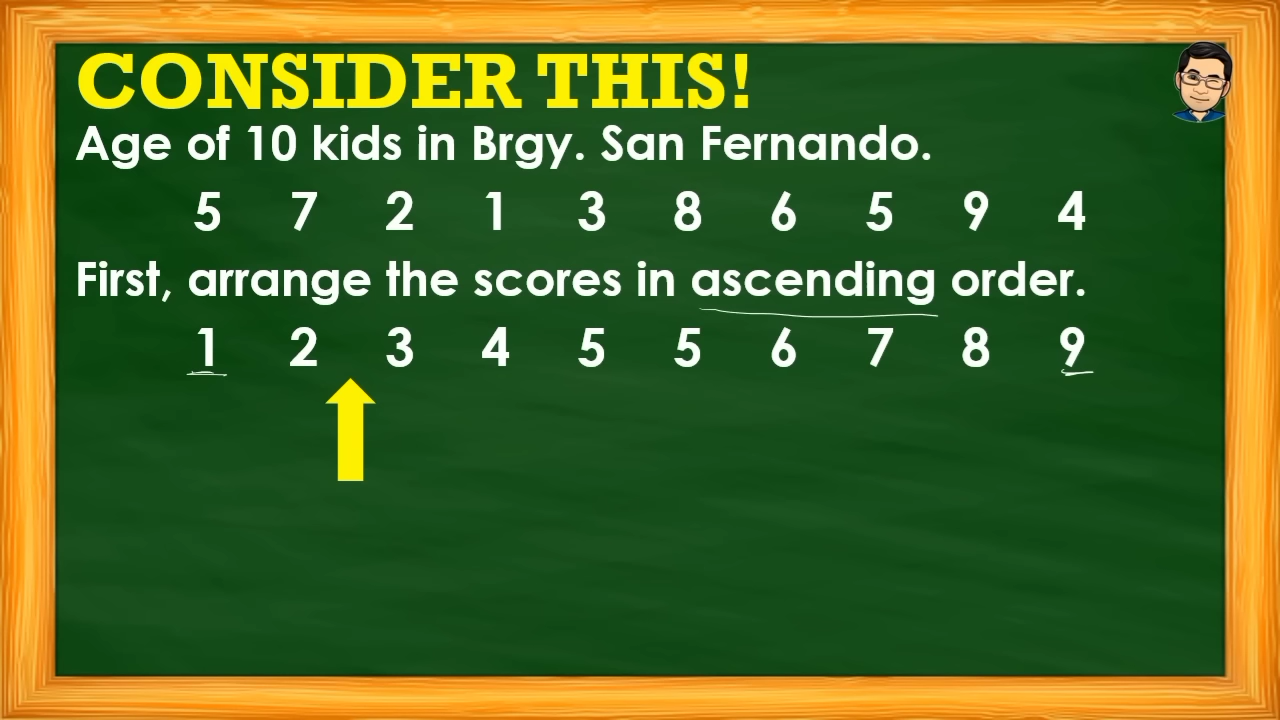 CONSIDER THIS!
Age of 10 kids in Brgy. San Fernando.
5 7 2 1 3 8 6 5 9 4
First, arrange the scores in ascending order.
1 2 3 4 5 5 6 7 8 9